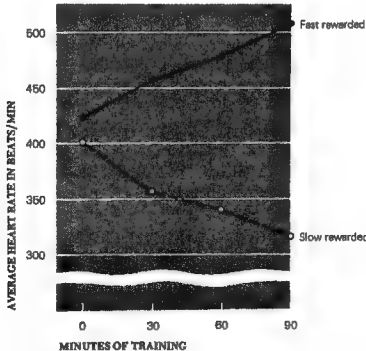 500
Fast rewarded
450
400
350
Slow rewarded
300
AVERAGE HEART RATE IN BEATS/MIN
0 30 60 90
MINUTES OF TRAINING